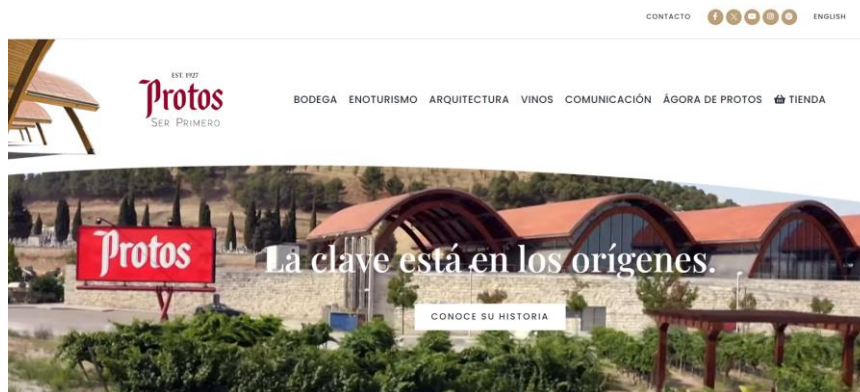 CONTACTO
ENGLISH
EST. 1927
Protos
SER PRIMERO
BODEGA ENOTURISMO ARQUITECTURA VINOS COMUNICACIÓN ÁGORA DE PROTOS TIENDA
Protos
La clave está en los orígenes.
CONOCE SU HISTORIA